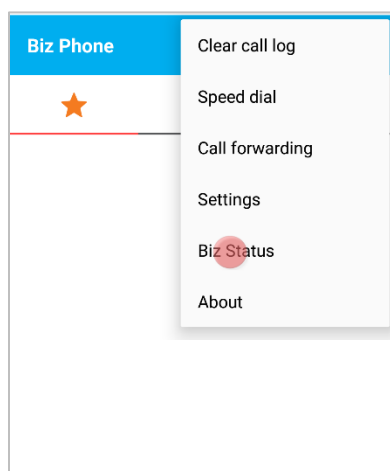 Biz Phone
Clear call log
Speed dial
Call forwarding
Settings
Biz Status
About